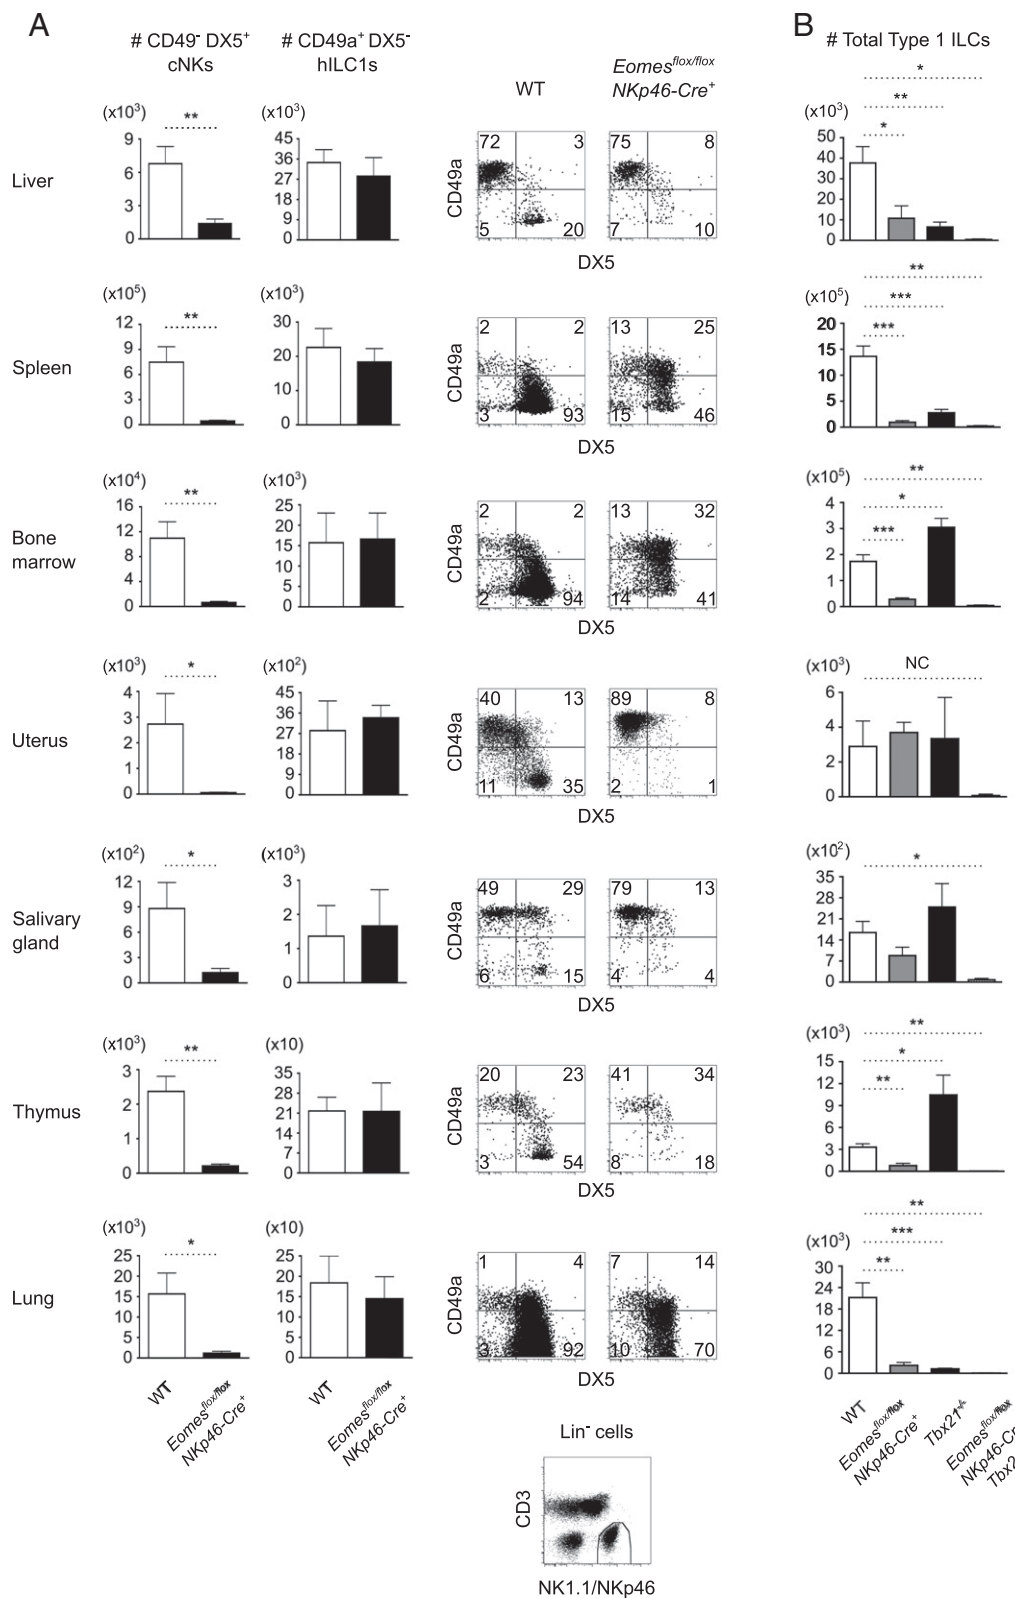 A
B
# CD49⁻ DX5⁺
cNKs
# CD49a⁺ DX5⁻
hILC1s
WT
Eomesflox/flox
NKp46-Cre⁺
# Total Type 1 ILCs
Liver
(x10³)
**
9
6
3
0
(x10³)
45
36
27
18
9
0
CD49a
72 3
5 20
75 8
7 10
DX5
(x10³)
*
**
*
50
40
30
20
10
0
Spleen
(x10⁵)
**
12
9
6
3
0
(x10³)
30
20
10
0
CD49a
2 2
3 93
13 25
15 46
DX5
(x10⁵)
**
***
***
20
15
10
5
0
Bone
marrow
(x10⁴)
**
16
12
8
4
0
(x10³)
25
20
15
10
5
0
CD49a
2 2
2 94
13 32
14 41
DX5
(x10⁵)
**
*
***
4
3
2
1
0
Uterus
(x10³)
*
4
3
2
1
0
(x10²)
45
36
27
18
9
0
CD49a
40 13
11 35
89 8
2 1
DX5
(x10³)
NC
6
4
2
0
Salivary
gland
(x10²)
*
12
9
6
3
0
(x10³)
3
2
1
0
CD49a
49 29
6 15
79 13
4 4
DX5
(x10²)
*
35
28
21
14
7
0
Thymus
(x10³)
**
3
2
1
0
(x10)
35
28
21
14
7
0
CD49a
20 23
3 54
41 34
8 18
DX5
(x10³)
**
*
**
15
12
9
6
3
0
Lung
(x10³)
*
25
20
15
10
5
0
(x10)
25
20
15
10
5
0
CD49a
1 4
3 92
7 14
10 70
DX5
(x10³)
**
***
**
30
24
18
12
6
0
WT
Eomesflox/flox
NKp46-Cre⁺
WT
Eomesflox/flox
NKp46-Cre⁺
WT
Eomesflox/flox
NKp46-Cre⁺
Tbx21-/-
Eomesflox/flox
NKp46-Cr
Tbx2
Lin⁻ cells
CD3
NK1.1/NKp46